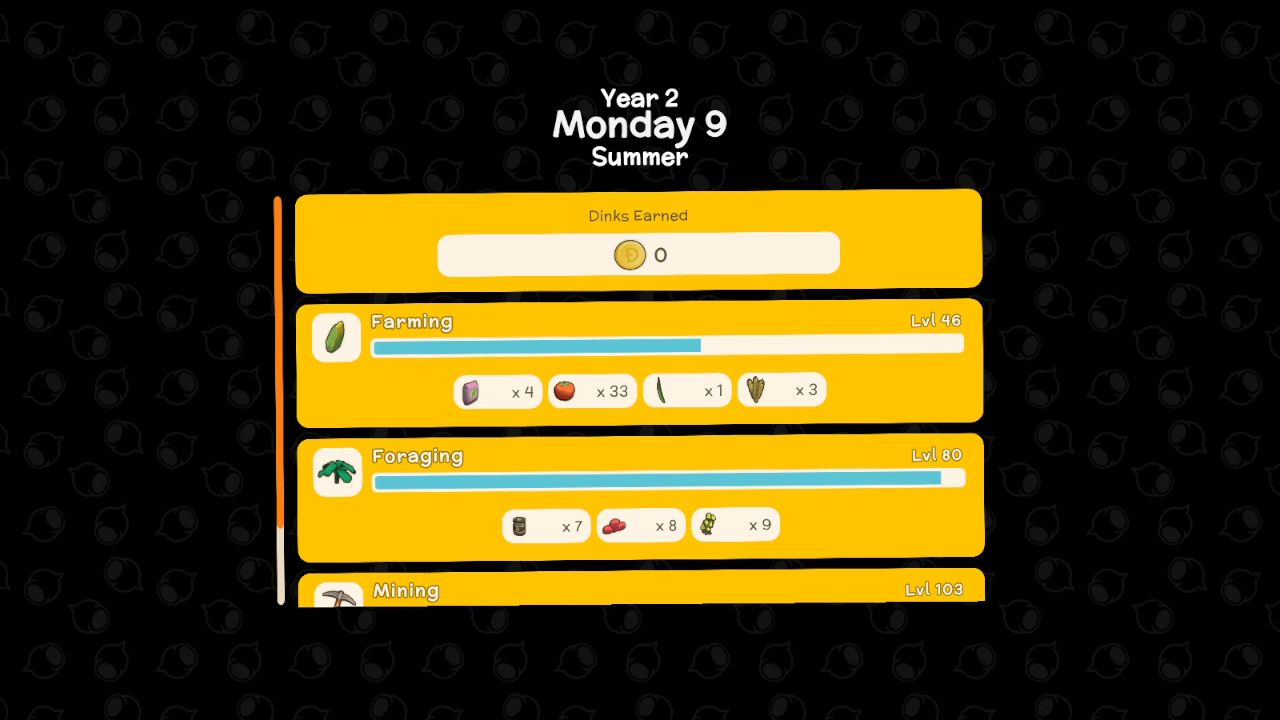 Year 2
Monday 9
Summer
Dinks Earned
D 0
Farming Lvl 46
x 4 x 33 x 1 x 3
Foraging Lvl 80
x 7 x 8 x 9
Mining Lvl 103